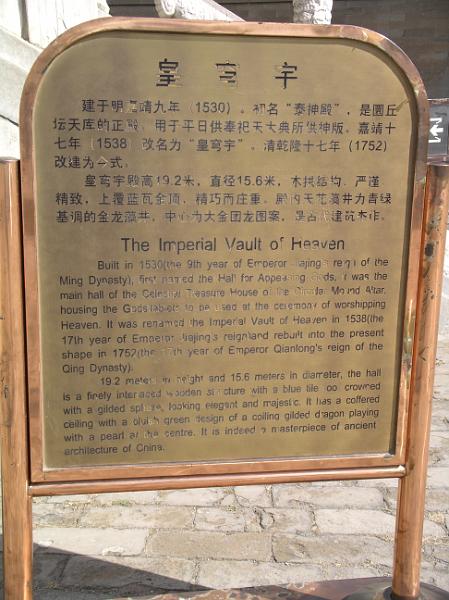 皇穹宇
建于明嘉靖九年（1530）。初名“泰神殿”，是圜丘
坛天库的正殿，用于平日供奉祀天大典所供神版。嘉靖十
七年（1538）改名为“皇穹宇”。清乾隆十七年（1752）
改建为今式。
皇穹宇殿高19.2米，直径15.6米，木拱结构，严谨
精致，上覆蓝瓦金顶，精巧而庄重。殿内天花藻井为青绿
基调的金龙藻井，中心为大金团龙图案，是古代建筑杰作。
The Imperial Vault of Heaven
Built in 1530(the 9th year of Emperor Jiajing's reign of the
Ming Dynasty), first named the Hall for Appeasing Gods, it was the
main hall of the Celestial Treasure House of the Circular Mound Altar,
housing the Godstablets to be used at the ceremony of worshipping
Heaven. It was renamed the Imperial Vault of Heaven in 1538(the
17th year of Emperor Jiajing's reign)and rebuilt into the present
shape in 1752(the 17th year of Emperor Qianlong's reign of the
Qing Dynasty).
19.2 meters in height and 15.6 meters in diameter, the hall
is a finely interlaced wooden structure with a blue tile roof crowned
with a gilded sphere, looking elegant and majestic. It has a coffered
ceiling with a bluish green design of a coiling gilded dragon playing
with a pearl at the centre. It is indeed a masterpiece of ancient
architecture of China.